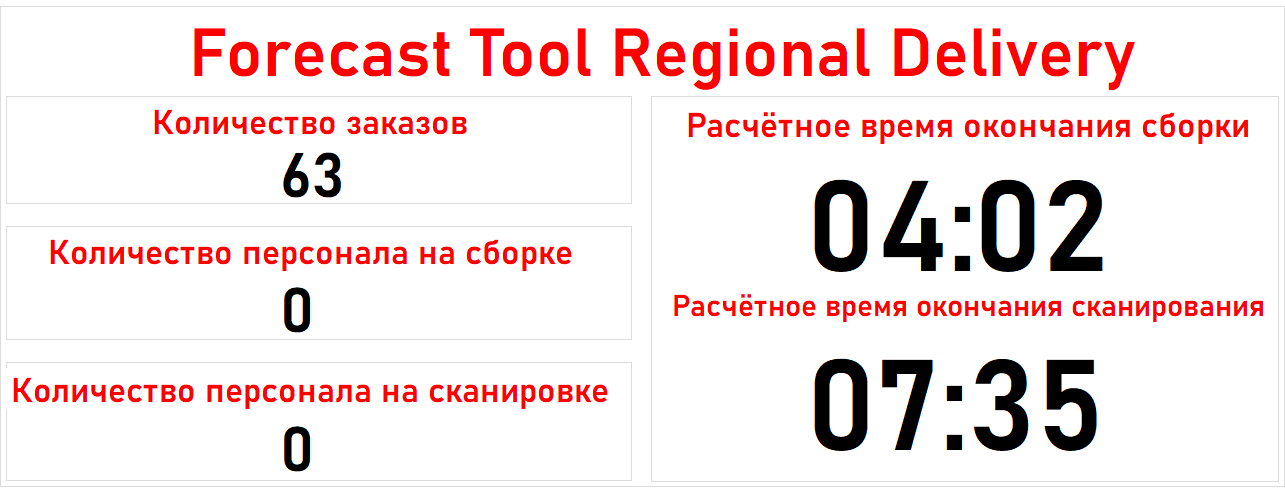 Forecast Tool Regional Delivery
Количество заказов
63
Количество персонала на сборке
0
Количество персонала на сканировке
0
Расчётное время окончания сборки
04:02
Расчётное время окончания сканирования
07:35